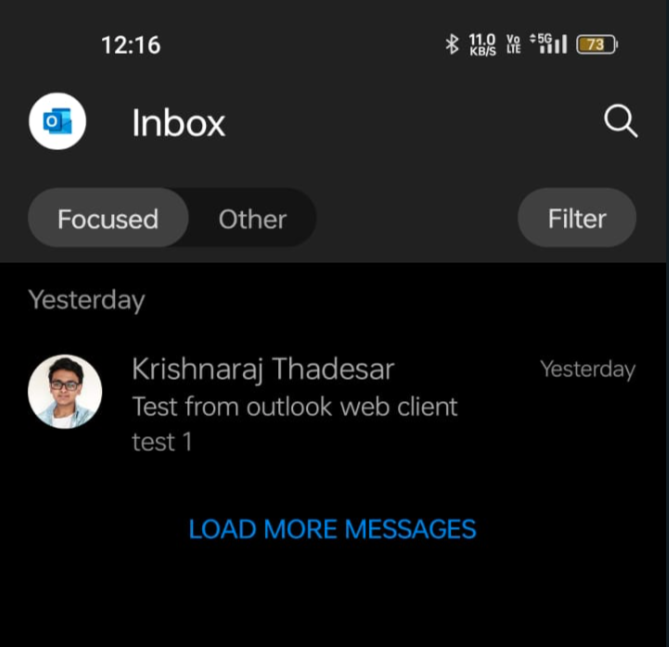 12:16
11.0 KB/S Vo LTE 5G 73
Inbox
Focused Other Filter
Yesterday
Krishnaraj Thadesar Yesterday
Test from outlook web client
test 1
LOAD MORE MESSAGES